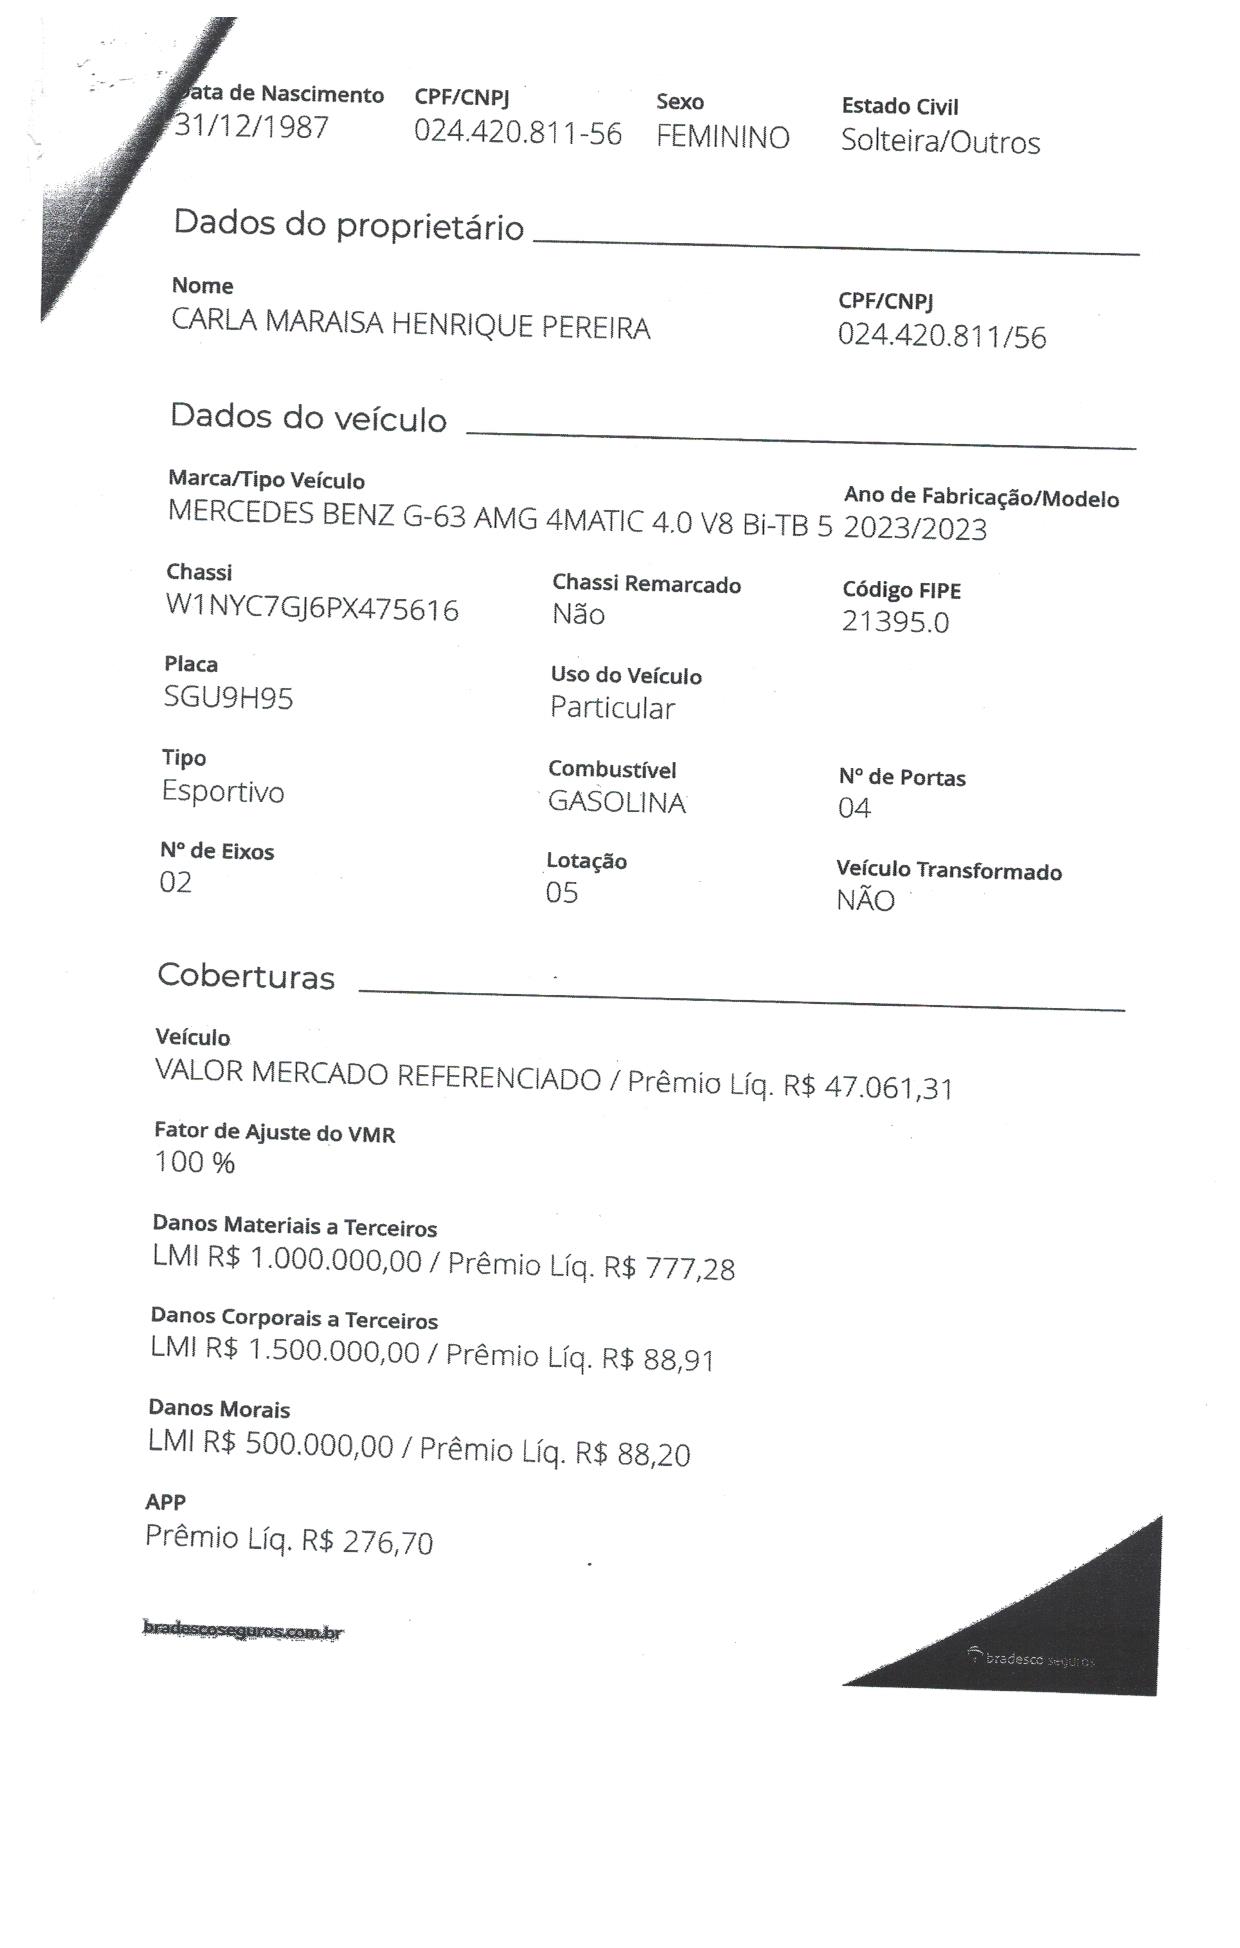 ata de Nascimento CPF/CNPJ Sexo Estado Civil
31/12/1987 024.420.811-56 FEMININO Solteira/Outros
Dados do proprietário
Nome CPF/CNPJ
CARLA MARAISA HENRIQUE PEREIRA 024.420.811/56
Dados do veículo
Marca/Tipo Veículo Ano de Fabricação/Modelo
MERCEDES BENZ G-63 AMG 4MATIC 4.0 V8 Bi-TB 5 2023/2023
Chassi Chassi Remarcado Código FIPE
W1NYC7GJ6PX475616 Não 21395.0
Placa Uso do Veículo
SGU9H95 Particular
Tipo Combustível Nº de Portas
Esportivo GASOLINA 04
Nº de Eixos Lotação Veículo Transformado
02 05 NÃO
Coberturas
Veículo
VALOR MERCADO REFERENCIADO / Prêmio Líq. R$ 47.061,31
Fator de Ajuste do VMR
100 %
Danos Materiais a Terceiros
LMI R$ 1.000.000,00 / Prêmio Líq. R$ 777,28
Danos Corporais a Terceiros
LMI R$ 1.500.000,00 / Prêmio Líq. R$ 88,91
Danos Morais
LMI R$ 500.000,00 / Prêmio Líq. R$ 88,20
APP
Prêmio Líq. R$ 276,70
bradescoseguros.com.br
bradesco seguros